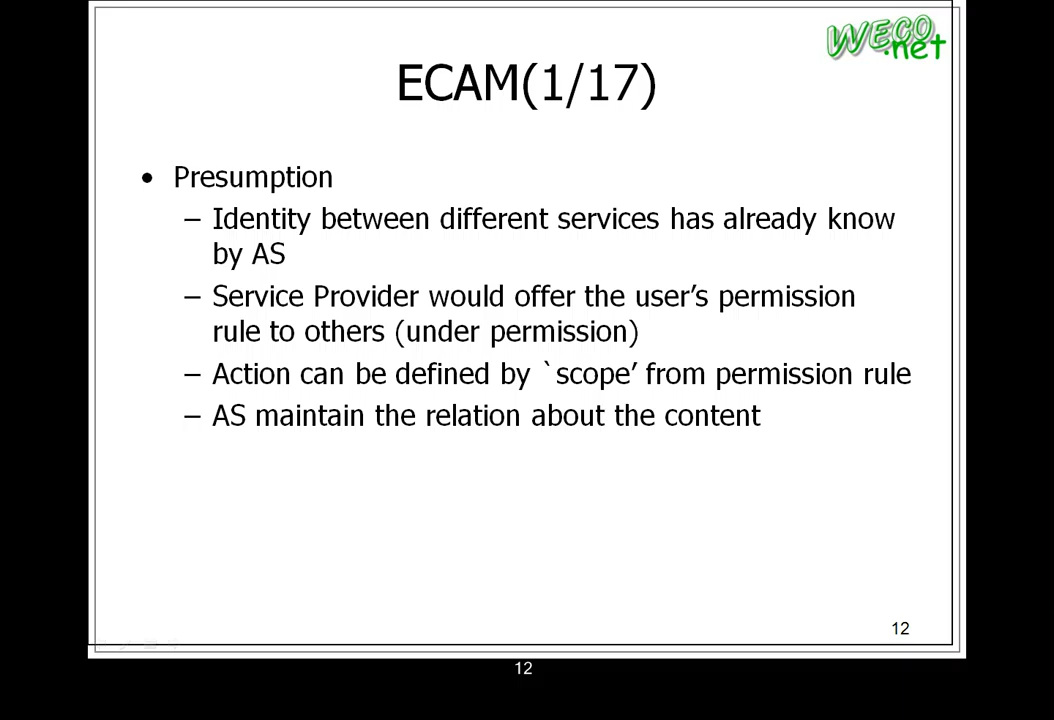 WECO
.net
ECAM(1/17)
• Presumption
– Identity between different services has already know
by AS
– Service Provider would offer the user’s permission
rule to others (under permission)
– Action can be defined by `scope’ from permission rule
– AS maintain the relation about the content
12
12